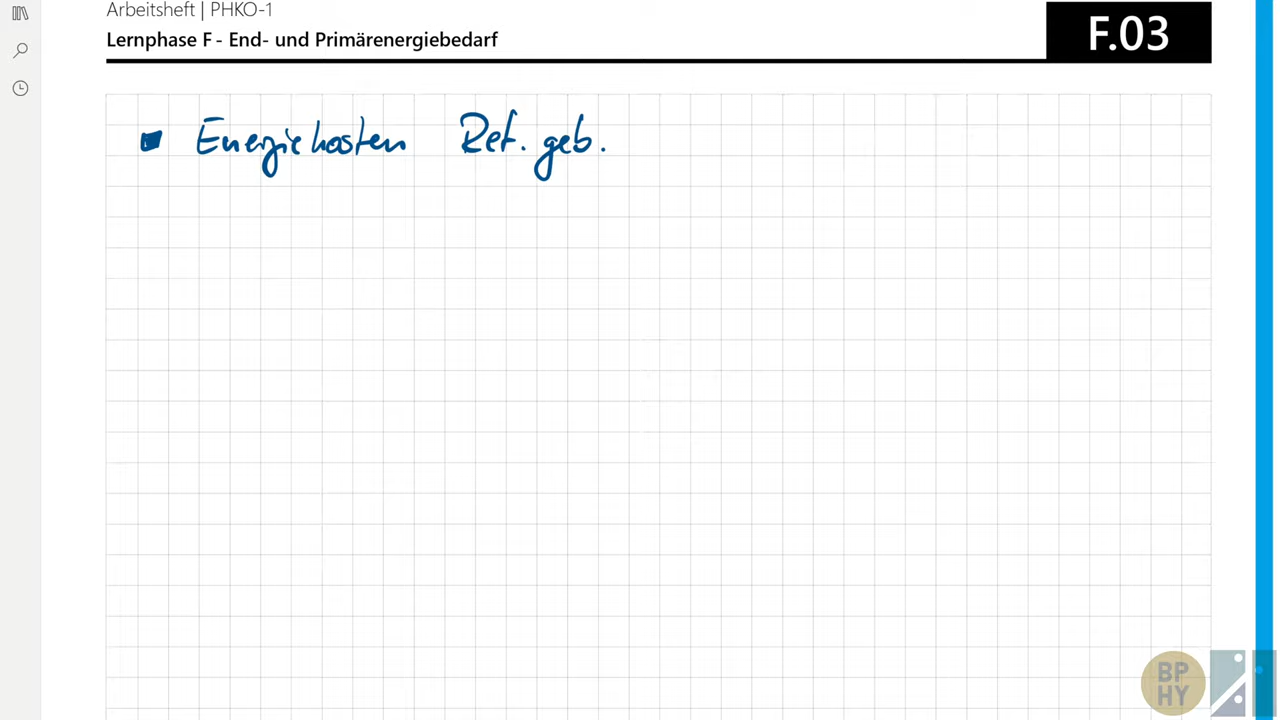 Arbeitsheft | PHKO-1
Lernphase F - End- und Primärenergiebedarf
F.03
Energiekosten Ref. geb.
BP
HY